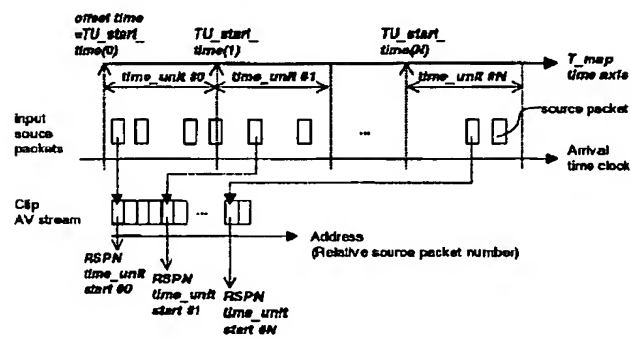 offset time
=TU_start_
time(0)
TU_start_
time(1)
TU_start_
time(N)
T_map
time axis
time_unit #0
time_unit #1
time_unit #N
source packet
Input
souce
packets
...
Arrival
time clock
Clip
AV stream
...
Address
(Relative source packet number)
RSPN
time_unit
start #0
RSPN
time_unit
start #1
RSPN
time_unit
start #N